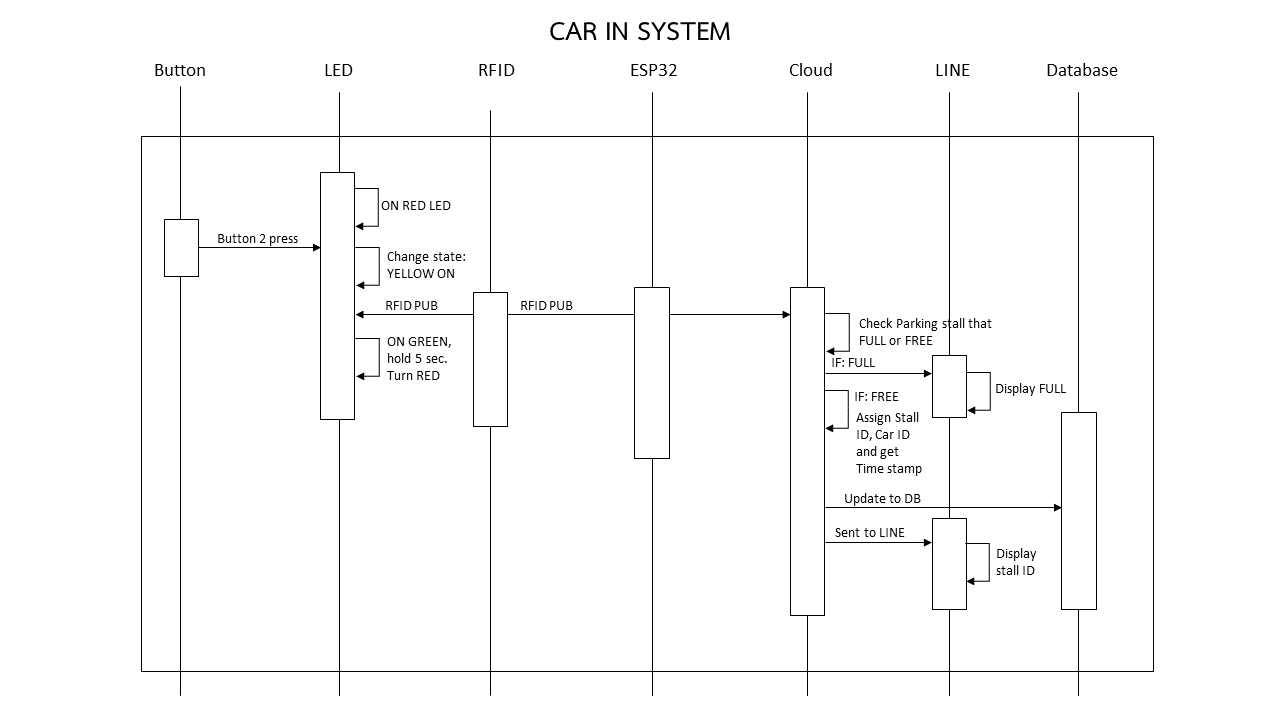 CAR IN SYSTEM
Button
LED
RFID
ESP32
Cloud
LINE
Database
ON RED LED
Button 2 press
Change state:
YELLOW ON
RFID PUB
RFID PUB
Check Parking stall that
FULL or FREE
ON GREEN,
hold 5 sec.
Turn RED
IF: FULL
Display FULL
IF: FREE
Assign Stall
ID, Car ID
and get
Time stamp
Update to DB
Sent to LINE
Display
stall ID